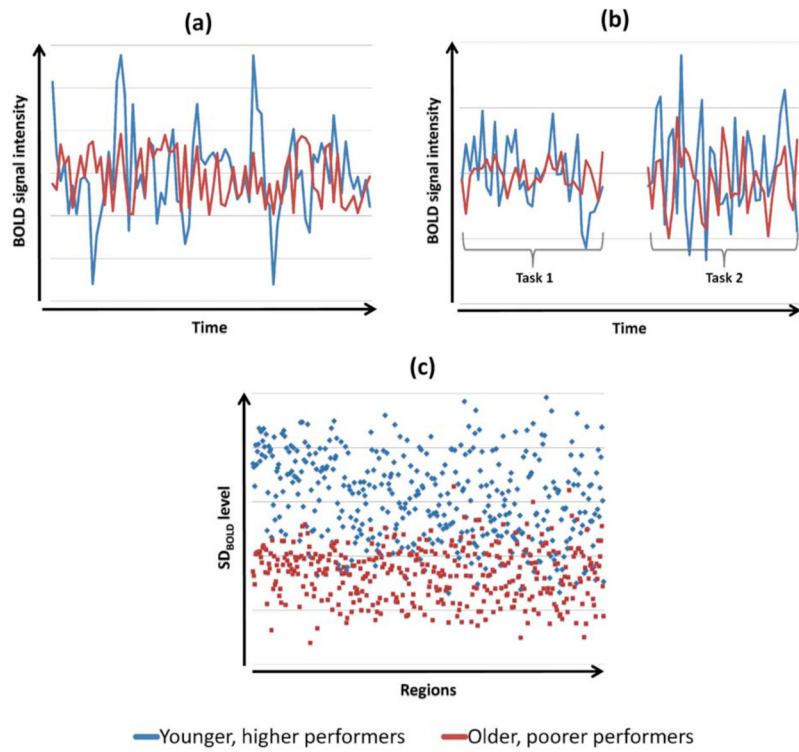 (a)
BOLD signal intensity
Time
(b)
BOLD signal intensity
Task 1
Task 2
Time
(c)
SDBOLD level
Regions
Younger, higher performers
Older, poorer performers